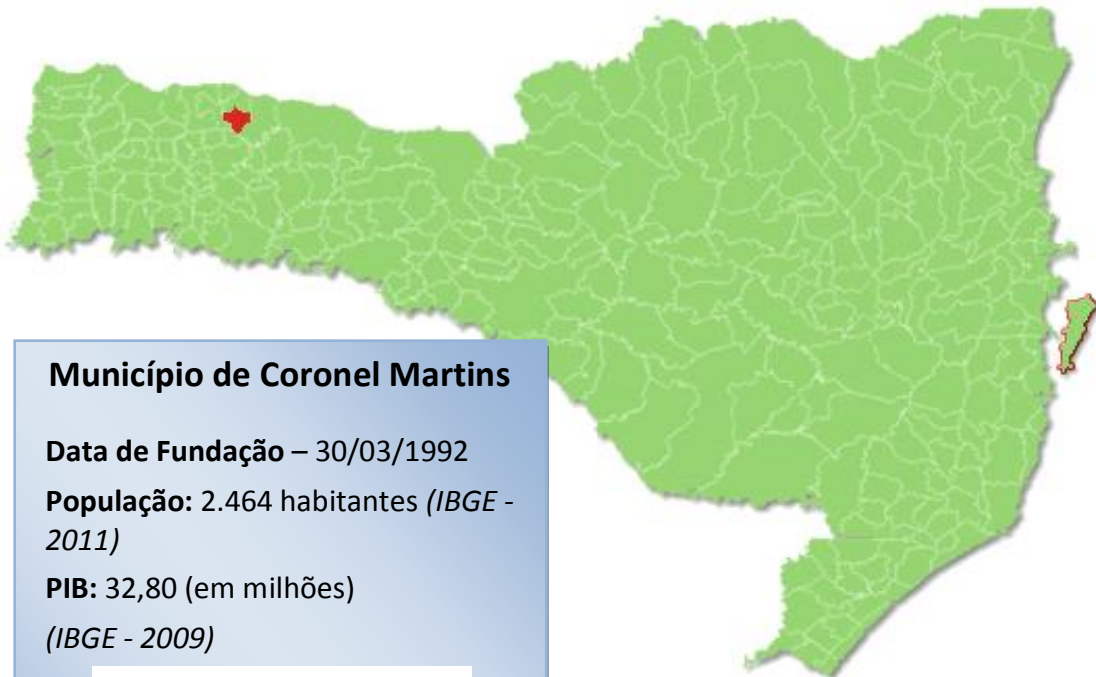 Município de Coronel Martins
Data de Fundação – 30/03/1992
População: 2.464 habitantes (IBGE -
2011)
PIB: 32,80 (em milhões)
(IBGE - 2009)